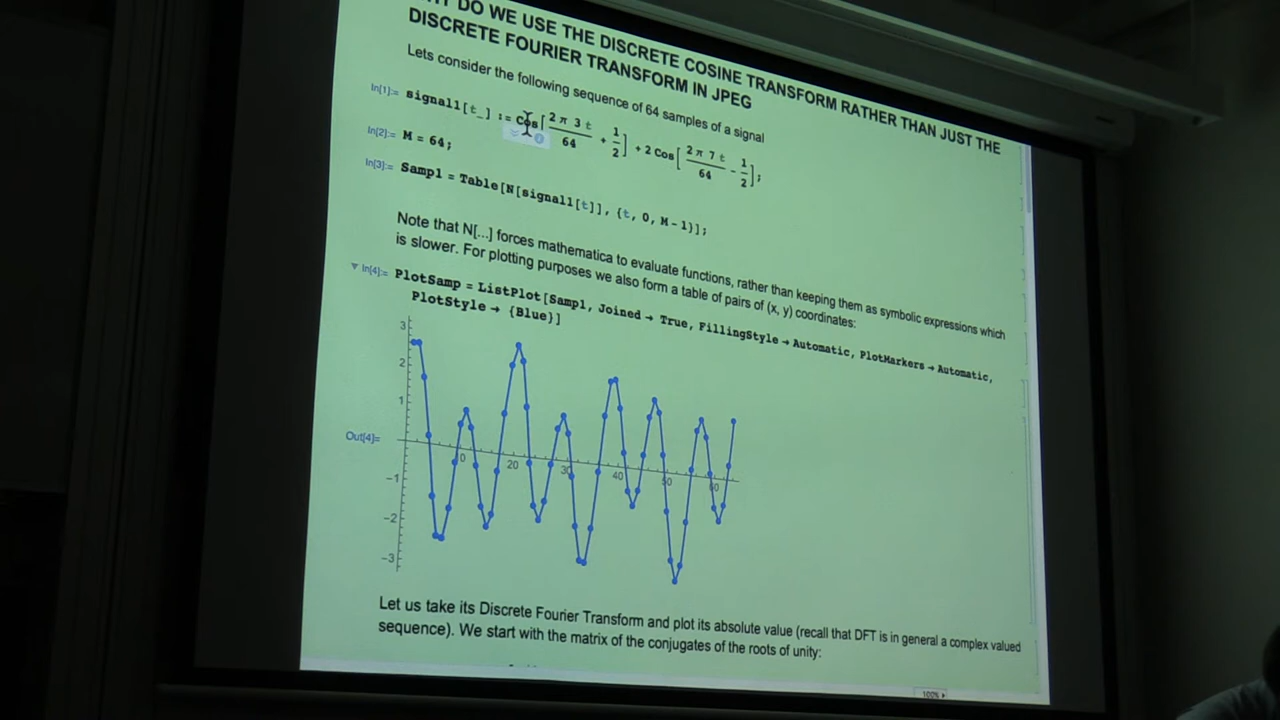 DO WE USE THE DISCRETE COSINE TRANSFORM RATHER THAN JUST THE
DISCRETE FOURIER TRANSFORM IN JPEG
Lets consider the following sequence of 64 samples of a signal
In[1]:= signal1[t_] := Cos[2 π 3 t / 64 + 1/2] + 2 Cos[2 π 7 t / 64 - 1/2];
In[2]:= M = 64;
In[3]:= Samp1 = Table[N[signal1[t]], {t, 0, M - 1}];
Note that N[...] forces mathematica to evaluate functions, rather than keeping them as symbolic expressions which
is slower. For plotting purposes we also form a table of pairs of (x, y) coordinates:
In[4]:= PlotSamp = ListPlot[Samp1, Joined → True, FillingStyle → Automatic, PlotMarkers → Automatic,
PlotStyle → {Blue}]
3
2
1
Out[4]=
0 20 30 40 50 60
-1
-2
-3
Let us take its Discrete Fourier Transform and plot its absolute value (recall that DFT is in general a complex valued
sequence). We start with the matrix of the conjugates of the roots of unity:
100%